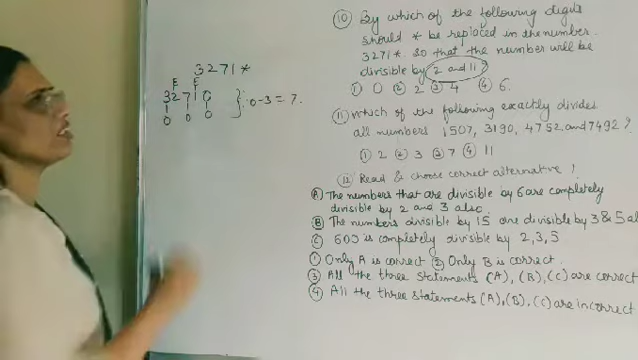 3271*
E E
32710
1 1 1
0 0 0
0-3=7.
⑩ By which of the following digits
should * be replaced in the number
3271*. So that the number will be
divisible by 2 and 11?
① 0 ② 2 ③ 4 ④ 6.
⑪ Which of the following exactly divides
all numbers 1507, 3190, 4752 and 7492?
① 2 ② 3 ③ 7 ④ 11
⑫ Read & choose correct alternative!
Ⓐ The numbers that are divisible by 6 are completely
divisible by 2 and 3 also.
Ⓑ The numbers divisible by 15 are divisible by 3 & 5 al
Ⓒ 600 is completely divisible by 2,3,5
① Only A is correct ② Only B is correct.
③ All the three statements (A), (B), (C) are correct
④ All the three statements (A), (B), (C) are incorrect